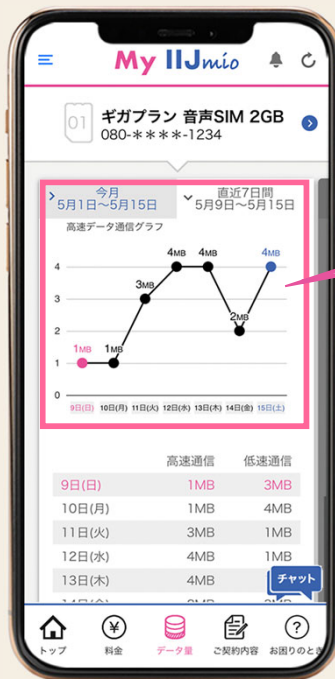 My IIJmio
01
ギガプラン 音声SIM 2GB
080-＊＊＊＊-1234
今月
5月1日～5月15日
直近7日間
5月9日～5月15日
高速データ通信グラフ
4
3
2
1
0
1MB
1MB
3MB
4MB
4MB
2MB
4MB
9日(日) 10日(月) 11日(火) 12日(水) 13日(木) 14日(金) 15日(土)
高速通信 低速通信
9日(日) 1MB 3MB
10日(月) 1MB 4MB
11日(火) 3MB 1MB
12日(水) 4MB 1MB
13日(木) 4MB
チャット
トップ 料金 データ量 ご契約内容 お困りのとき